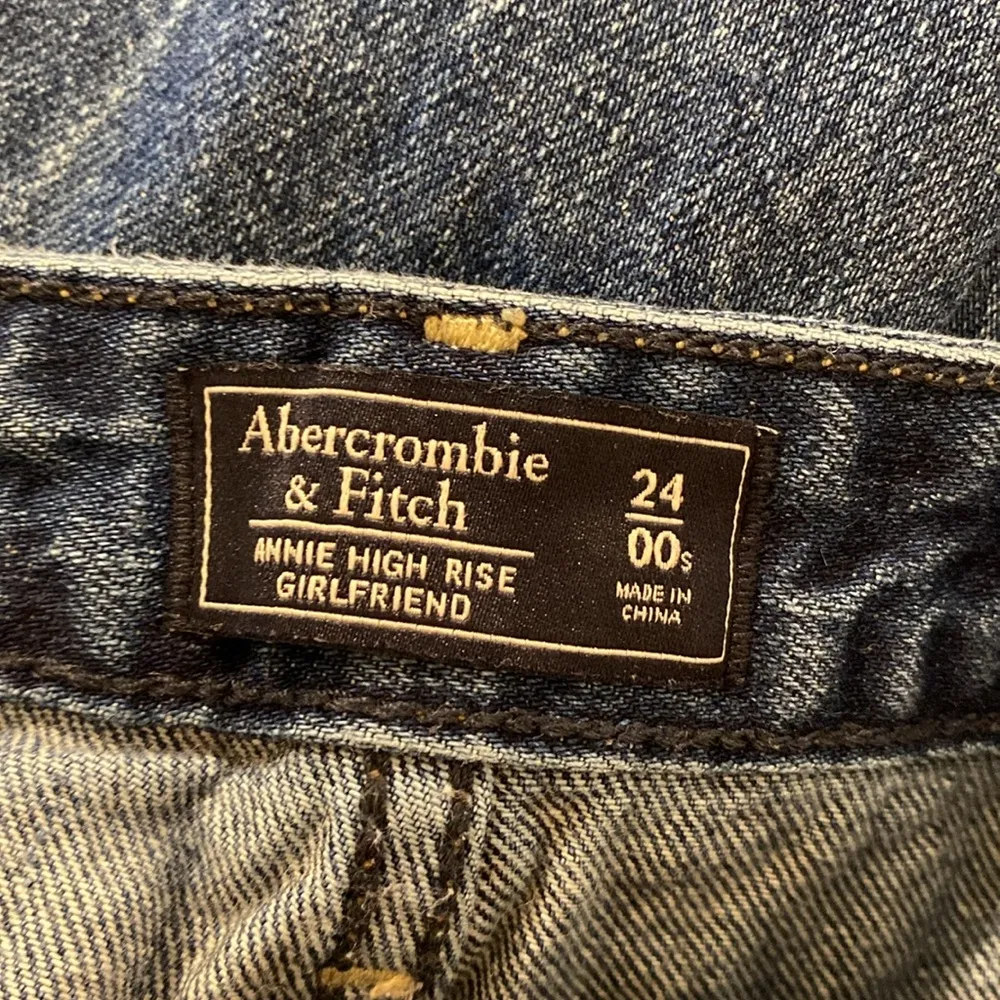 Abercrombie
& Fitch
ANNIE HIGH RISE
GIRLFRIEND
24
00s
MADE IN
CHINA